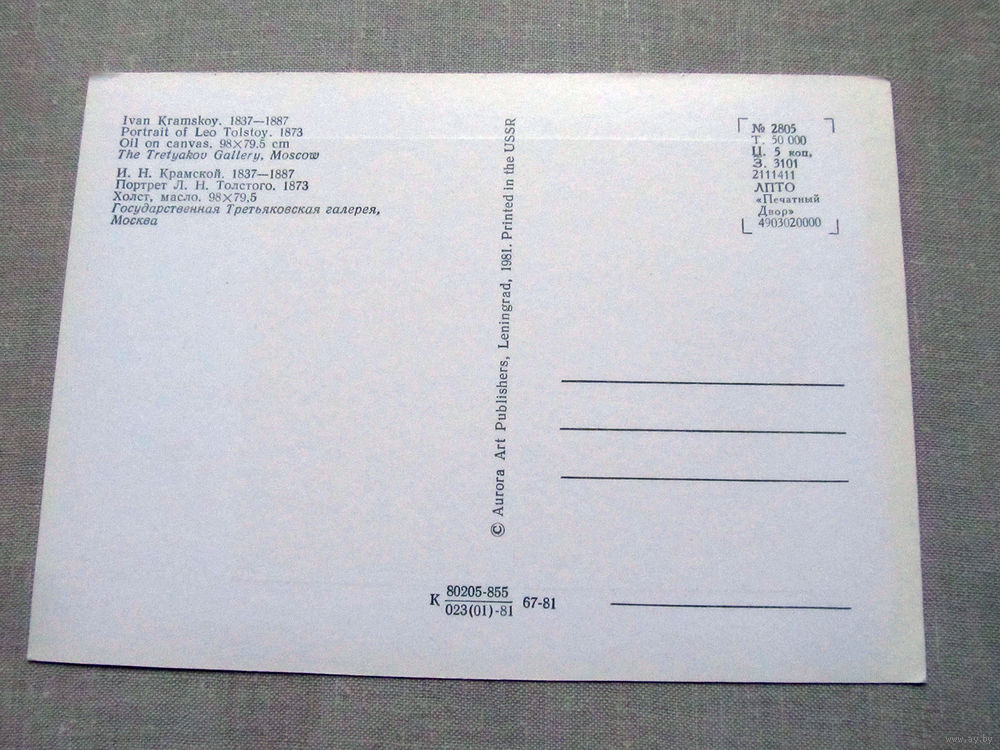 Ivan Kramskoy. 1837—1887
Portrait of Leo Tolstoy. 1873
Oil on canvas. 98×79.5 cm
The Tretyakov Gallery, Moscow
И. Н. Крамской. 1837—1887
Портрет Л. Н. Толстого. 1873
Холст, масло. 98×79,5
Государственная Третьяковская галерея,
Москва
© Aurora Art Publishers, Leningrad, 1981. Printed in the USSR
№ 2805
Т. 50 000
Ц. 5 коп.
З. 3101
2111411
ЛПТО
«Печатный
Двор»
4903020000
К 80205-855
023(01)-81 67-81
www.ay.by